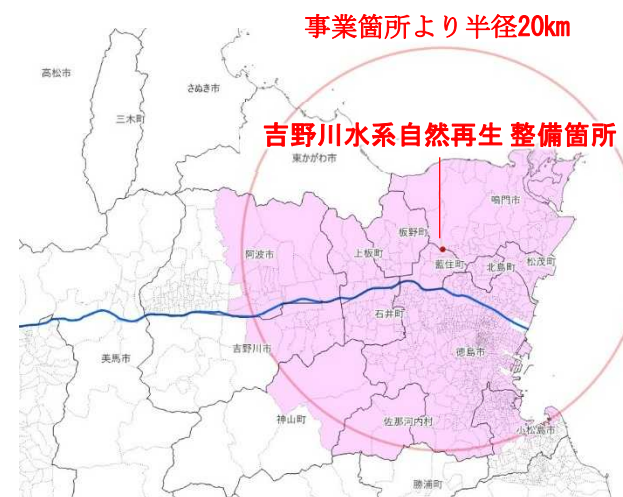 事業箇所より半径20km
高松市
さぬき市
三木町
吉野川水系自然再生 整備箇所
東かがわ市
鳴門市
板野町
阿波市
上板町
藍住町
北島町
松茂町
石井町
吉野川市
徳島市
美馬市
神山町
佐那河内村
小松島市
勝浦町